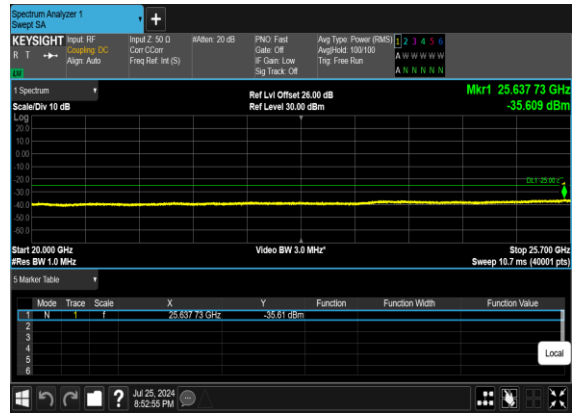 Spectrum Analyzer 1
Swept SA
+
KEYSIGHT Input: RF Input Z: 50 Ω #Atten: 20 dB PNO: Fast Avg Type: Power (RMS) 1 2 3 4 5 6
R T Coupling: DC Corr CCorr Gate: Off Avg|Hold: 100/100 A W W W W W
Align: Auto Freq Ref: Int (S) IF Gain: Low Trig: Free Run
Sig Track: Off A N N N N N
1 Spectrum Ref Lvl Offset 26.00 dB Mkr1 25.637 73 GHz
Scale/Div 10 dB Ref Level 30.00 dBm -35.609 dBm
Log
20.0
10.0
0.00
-10.0
-20.0
DL1 -25.00
-30.0
-40.0
-50.0
-60.0
Start 20.000 GHz Video BW 3.0 MHz* Stop 25.700 GHz
#Res BW 1.0 MHz Sweep 10.7 ms (40001 pts)
5 Marker Table
Mode Trace Scale X Y Function Function Width Function Value
1 N 1 f 25.637 73 GHz -35.61 dBm
2
3
4
5
6
Local
? Jul 25, 2024
8:52:55 PM